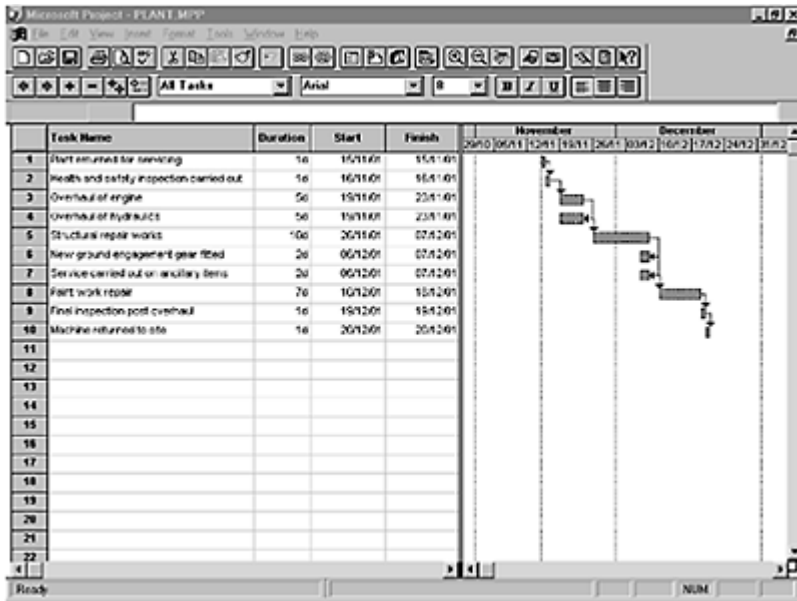 Microsoft Project - PLANT.MPP
File Edit View Insert Format Tools Window Help
All Tasks Arial 8 B I U
Task Name Duration Start Finish November December
29/10 05/11 12/11 19/11 26/11 03/12 10/12 17/12 24/12 31/12
1 Plant returned for servicing 1d 15/11/01 15/11/01
2 Health and safety inspection carried out 1d 16/11/01 16/11/01
3 Overhaul of engine 5d 19/11/01 23/11/01
4 Overhaul of hydraulics 5d 19/11/01 23/11/01
5 Structural repair works 10d 26/11/01 07/12/01
6 New ground engagement gear fitted 2d 06/12/01 07/12/01
7 Service carried out on ancillary items 2d 06/12/01 07/12/01
8 Paint work repair 7d 10/12/01 18/12/01
9 Final inspection post overhaul 1d 19/12/01 19/12/01
10 Machine returned to site 1d 20/12/01 20/12/01
11
12
13
14
15
16
17
18
19
20
21
22
Ready NUM